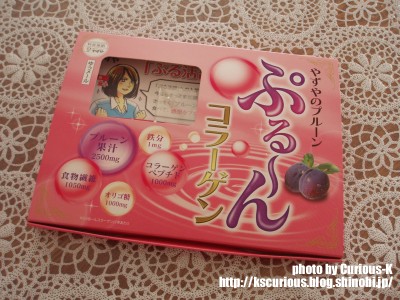 やずやのプルーン
ぷる〜ん
コラーゲン
プルーン
果汁
2500mg
鉄分
1mg
コラーゲン
ペプチド
1000mg
食物繊維
1050mg
オリゴ糖
1000mg
photo by Curious-K
http://kscurious.blog.shinobi.jp/